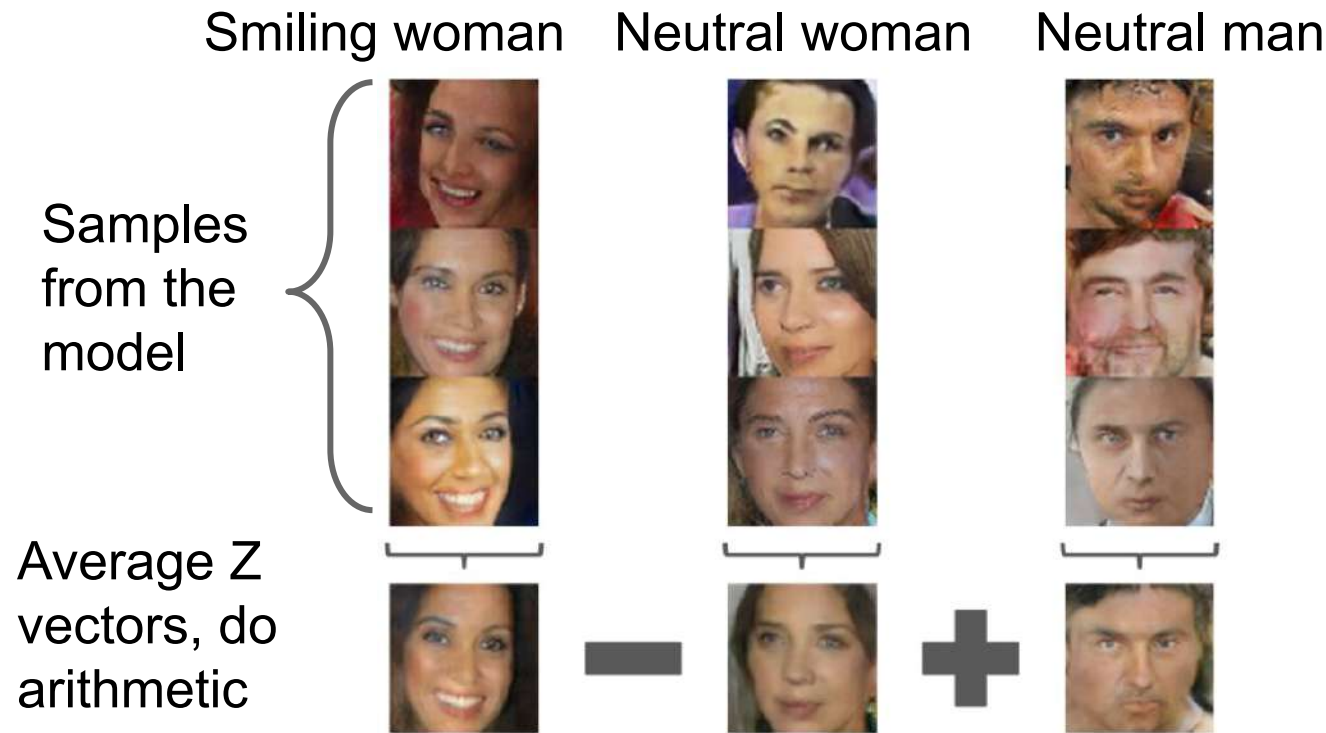 Smiling woman Neutral woman Neutral man
Samples
from the
model
Average Z
vectors, do
arithmetic